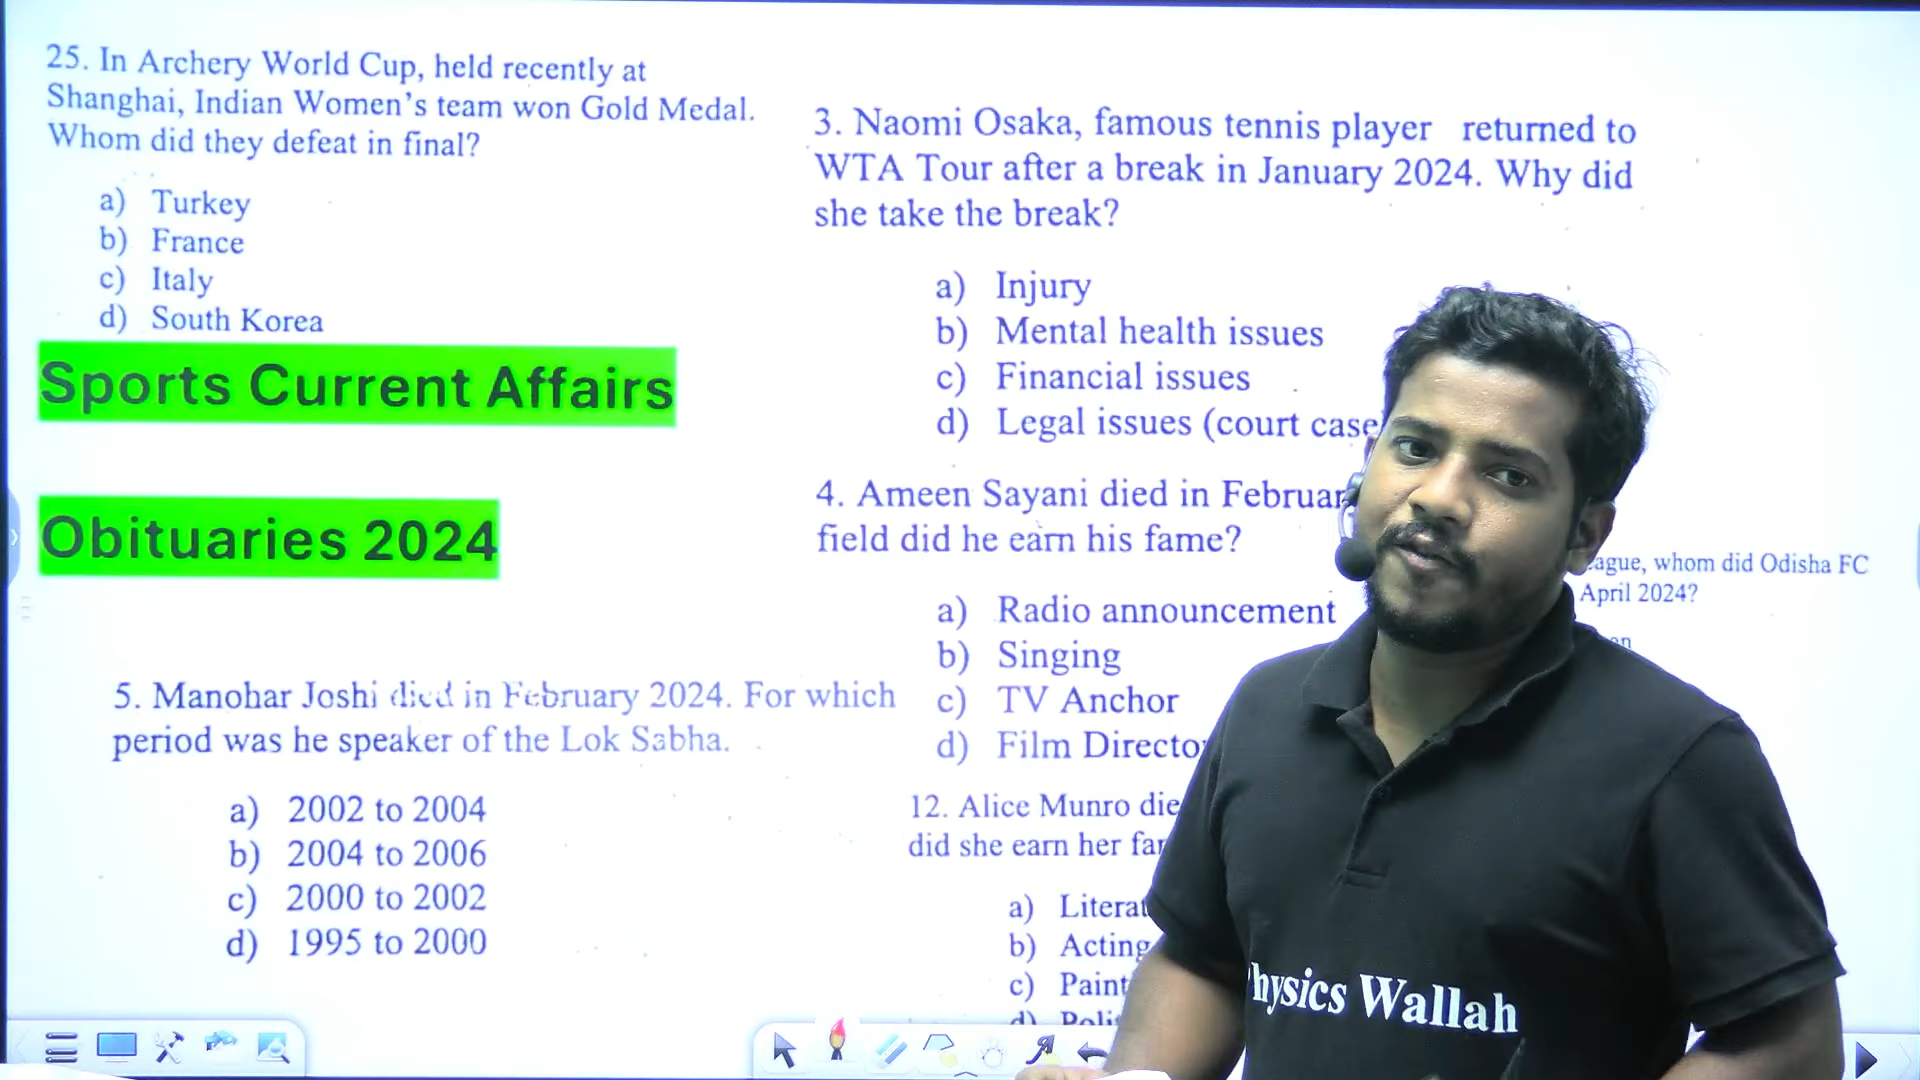 25. In Archery World Cup, held recently at
Shanghai, Indian Women's team won Gold Medal.
Whom did they defeat in final?
a) Turkey
b) France
c) Italy
d) South Korea
Sports Current Affairs
Obituaries 2024
5. Manohar Joshi died in February 2024. For which
period was he speaker of the Lok Sabha.
a) 2002 to 2004
b) 2004 to 2006
c) 2000 to 2002
d) 1995 to 2000
3. Naomi Osaka, famous tennis player returned to
WTA Tour after a break in January 2024. Why did
she take the break?
a) Injury
b) Mental health issues
c) Financial issues
d) Legal issues (court case
4. Ameen Sayani died in Februar
field did he earn his fame?
a) Radio announcement
b) Singing
c) TV Anchor
d) Film Directo
12. Alice Munro die
did she earn her
a) Litera
b) Acting
c) Paint
d) Poli
whom did Odisha FC
April 2024?
hysics Wallah